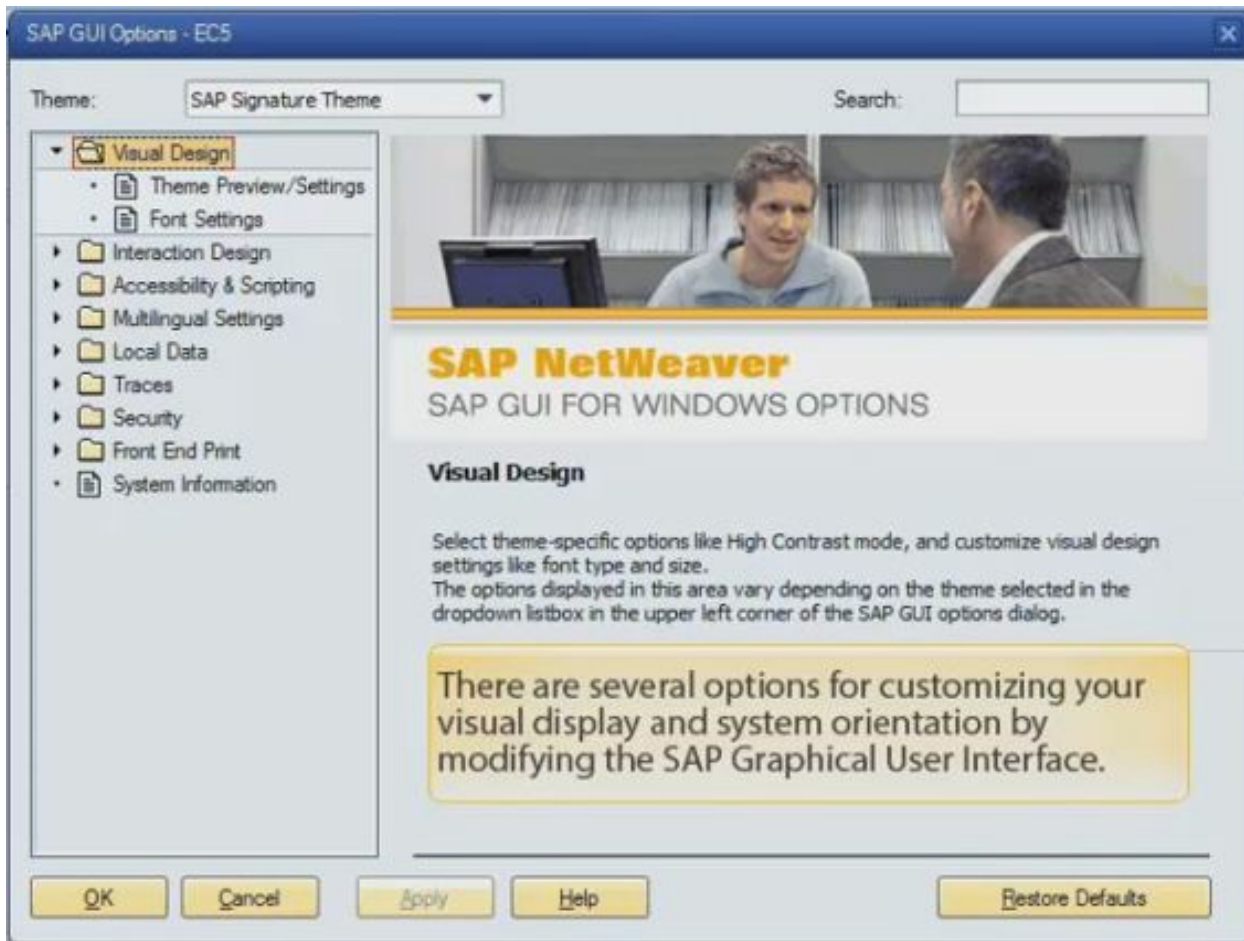 SAP GUI Options - EC5
Theme:
SAP Signature Theme
Search:
Visual Design
Theme Preview/Settings
Font Settings
Interaction Design
Accessibility & Scripting
Multilingual Settings
Local Data
Traces
Security
Front End Print
System Information
SAP NetWeaver
SAP GUI FOR WINDOWS OPTIONS
Visual Design
Select theme-specific options like High Contrast mode, and customize visual design
settings like font type and size.
The options displayed in this area vary depending on the theme selected in the
dropdown listbox in the upper left corner of the SAP GUI options dialog.
There are several options for customizing your
visual display and system orientation by
modifying the SAP Graphical User Interface.
OK
Cancel
Apply
Help
Restore Defaults